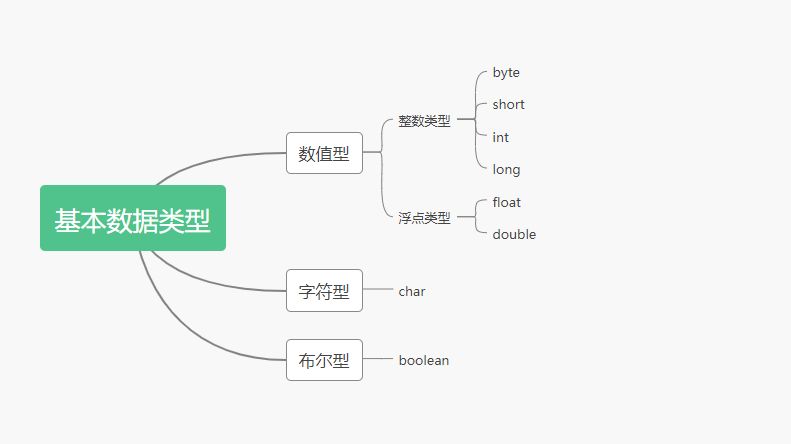 基本数据类型
数值型
整数类型
byte
short
int
long
浮点类型
float
double
字符型
char
布尔型
boolean